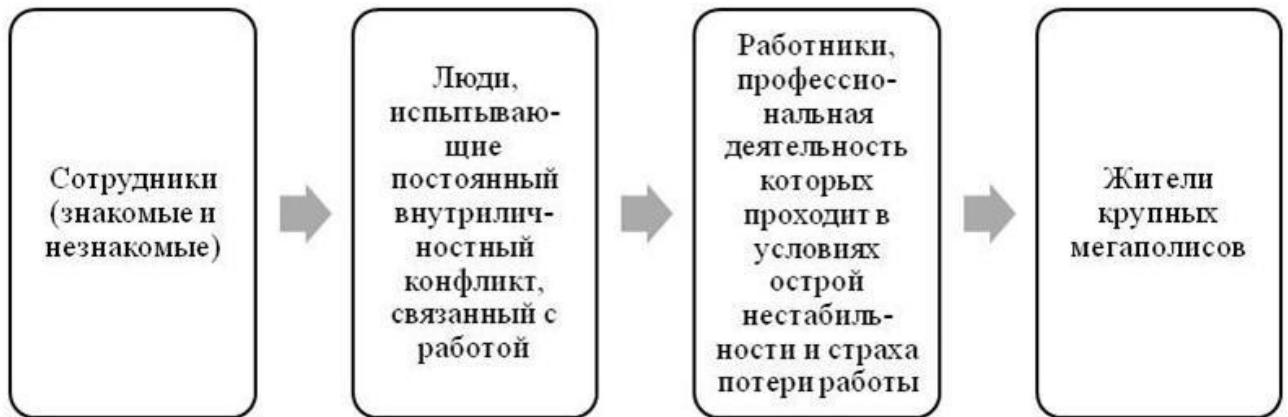 Сотрудники
(знакомые и
незнакомые)
Люди,
испытываю-
щие
постоянный
внутрилич-
ностный
конфликт,
связанный с
работой
Работники,
профессио-
нальная
деятельность
которых
проходит в
условиях
острой
нестабиль-
ности и страха
потери работы
Жители
крупных
мегаполисов